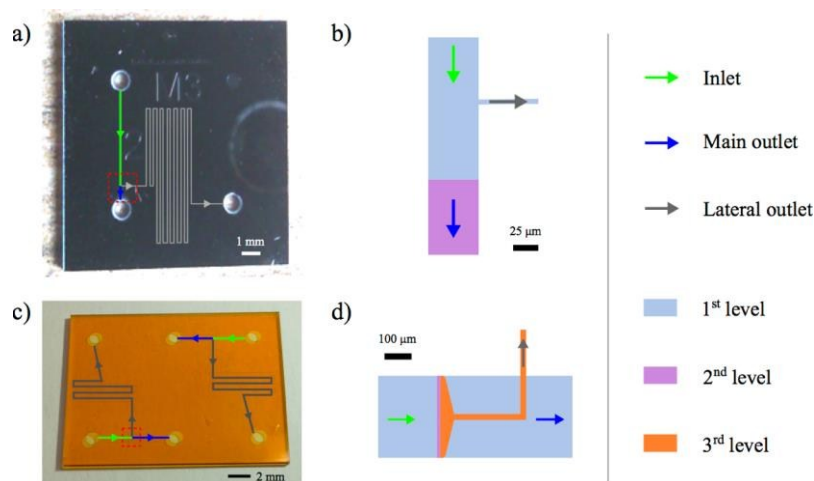 a)
1 mm
b)
25 μm
c)
2 mm
d)
100 μm
Inlet
Main outlet
Lateral outlet
1st level
2nd level
3rd level